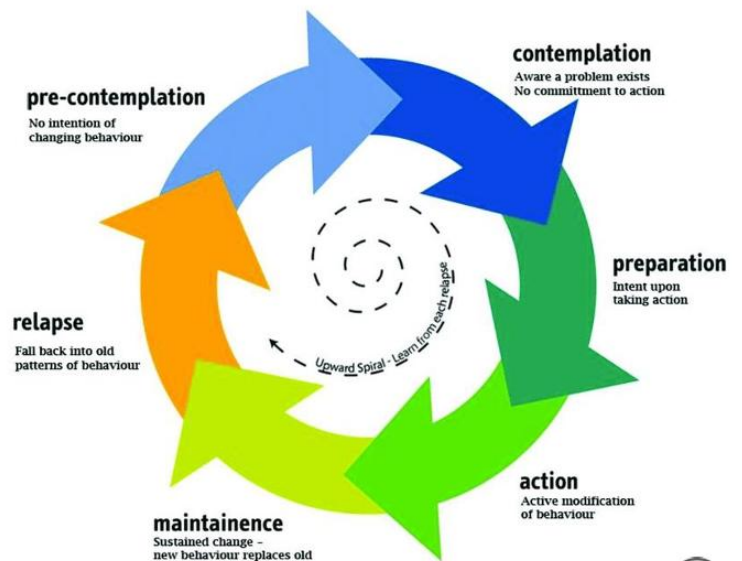 contemplation
Aware a problem exists
No committment to action
pre-contemplation
No intention of
changing behaviour
preparation
Intent upon
taking action
relapse
Fall back into old
patterns of behaviour
Upward Spiral - Learn from each relapse
action
Active modification
of behaviour
maintainence
Sustained change –
new behaviour replaces old